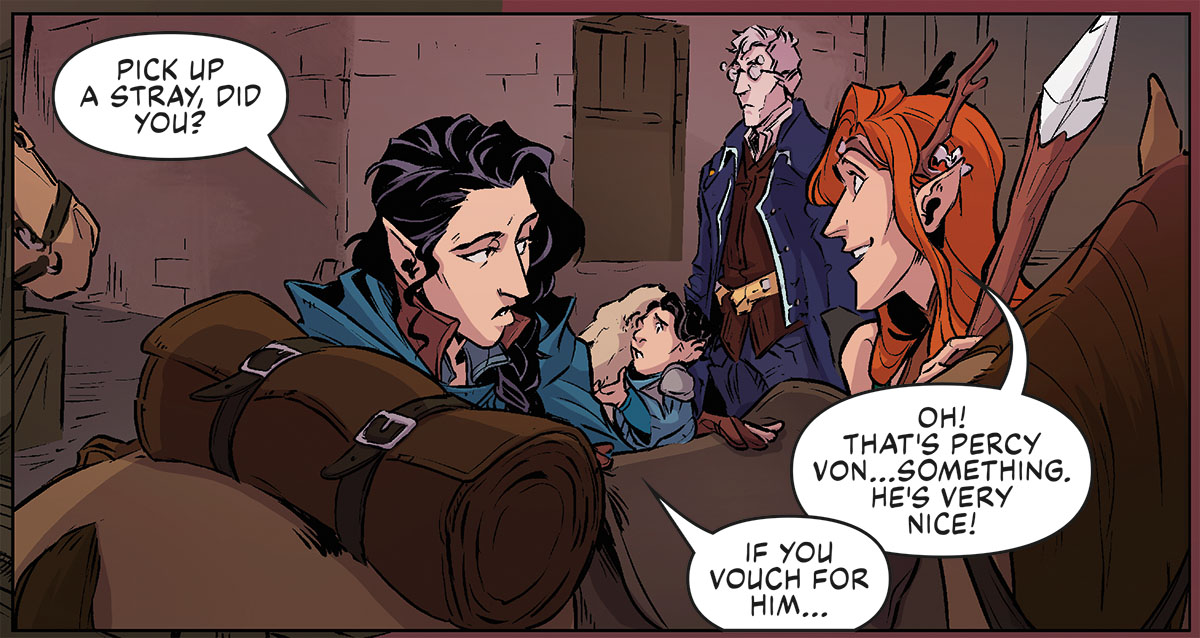 PICK UP
A STRAY, DID
YOU?
OH!
THAT'S PERCY
VON...SOMETHING.
HE'S VERY
NICE!
IF YOU
VOUCH FOR
HIM...